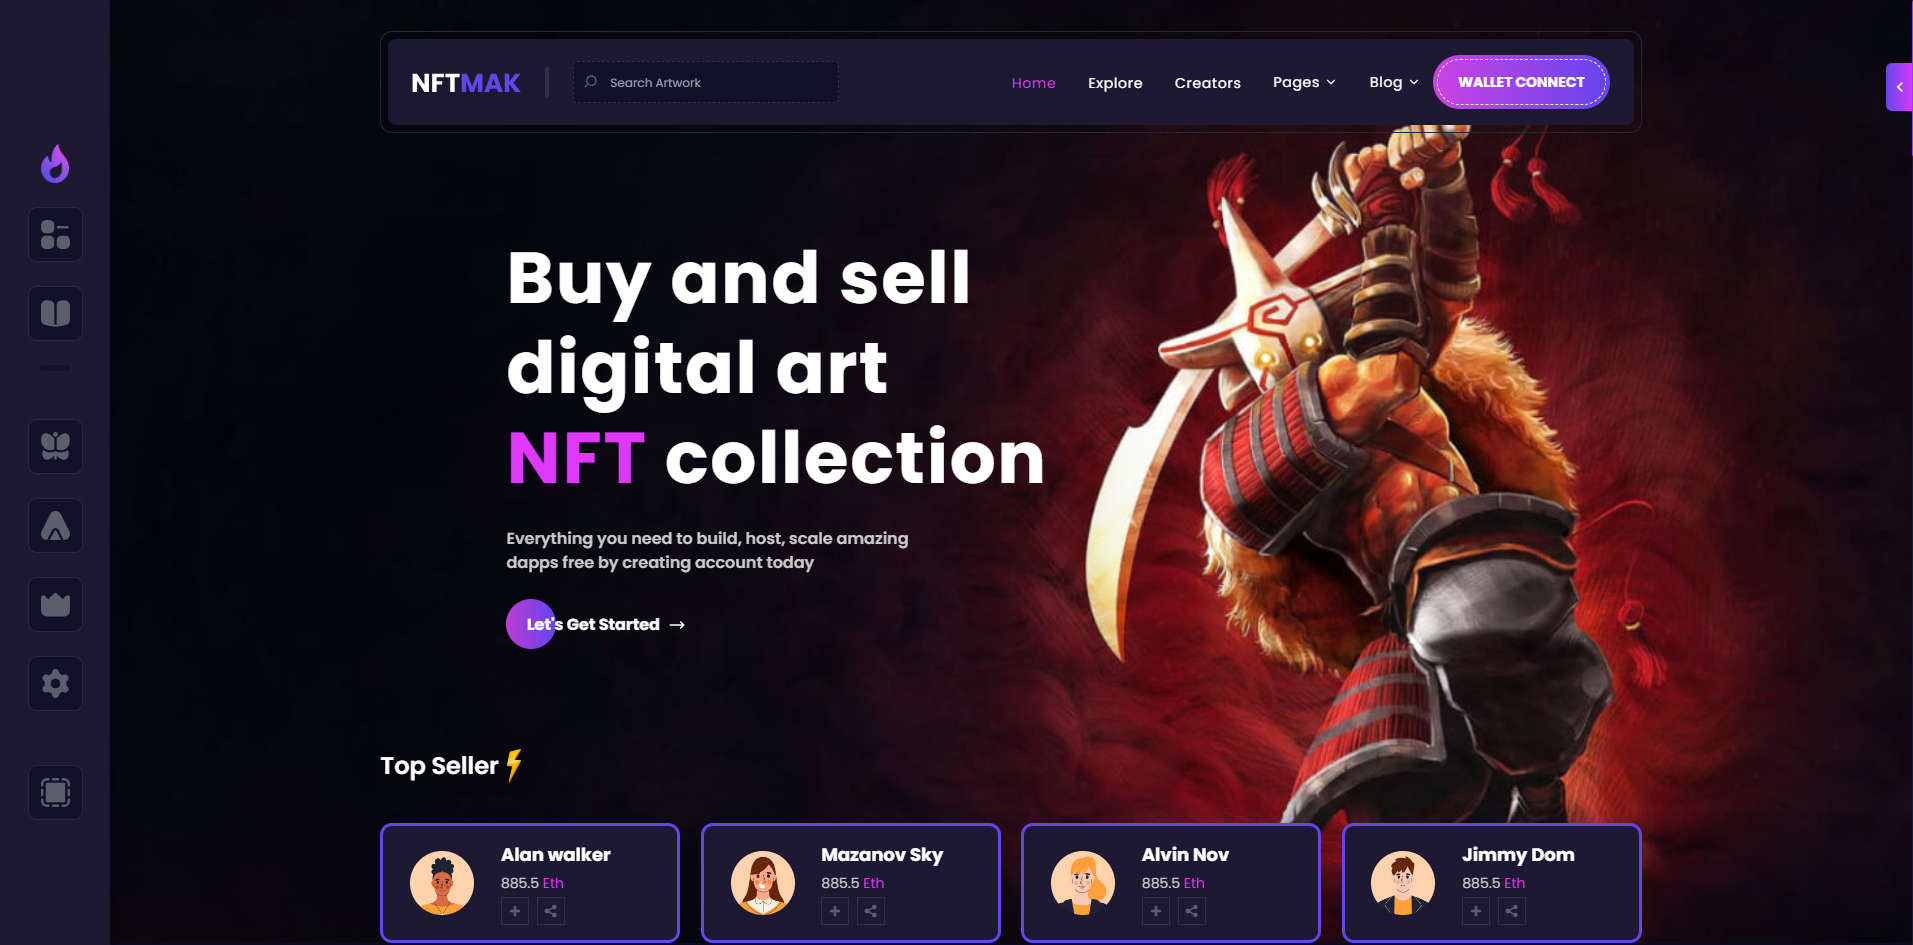 NFTMAK
Search Artwork
Home
Explore
Creators
Pages
Blog
WALLET CONNECT
Buy and sell
digital art
NFT collection
Everything you need to build, host, scale amazing
dapps free by creating account today
Let's Get Started →
Top Seller
Alan walker
885.5 Eth
Mazanov Sky
885.5 Eth
Alvin Nov
885.5 Eth
Jimmy Dom
885.5 Eth